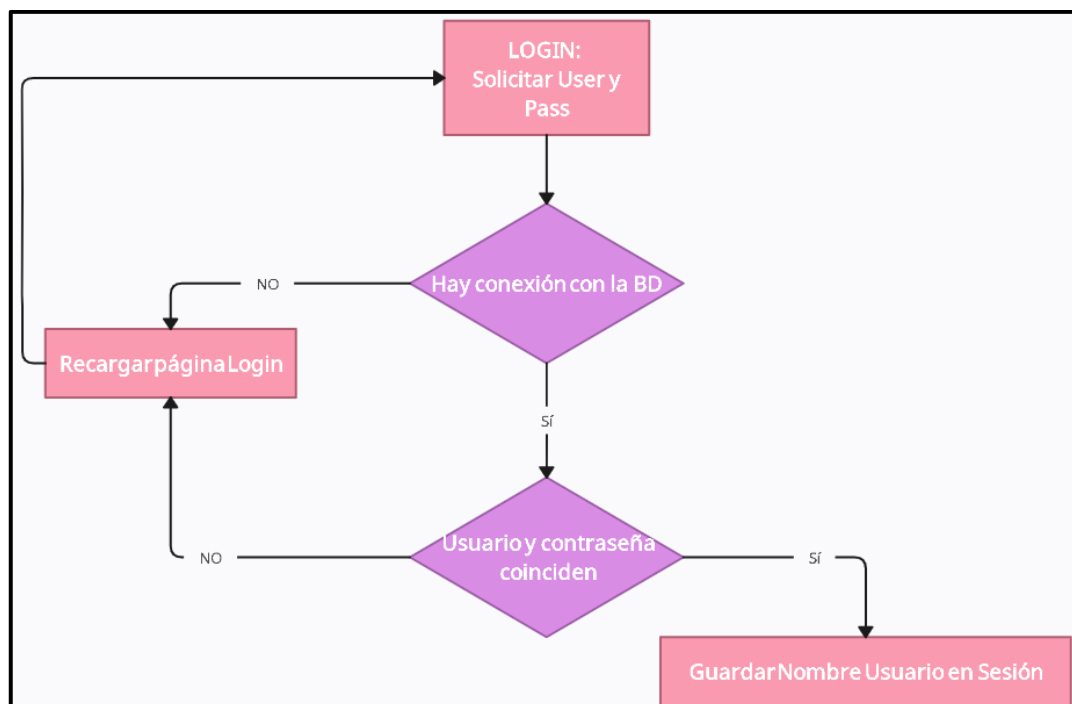 LOGIN:
Solicitar User y
Pass
Hay conexión con la BD
NO
Recargar página Login
Sí
Usuario y contraseña
coinciden
NO
Sí
Guardar Nombre Usuario en Sesión